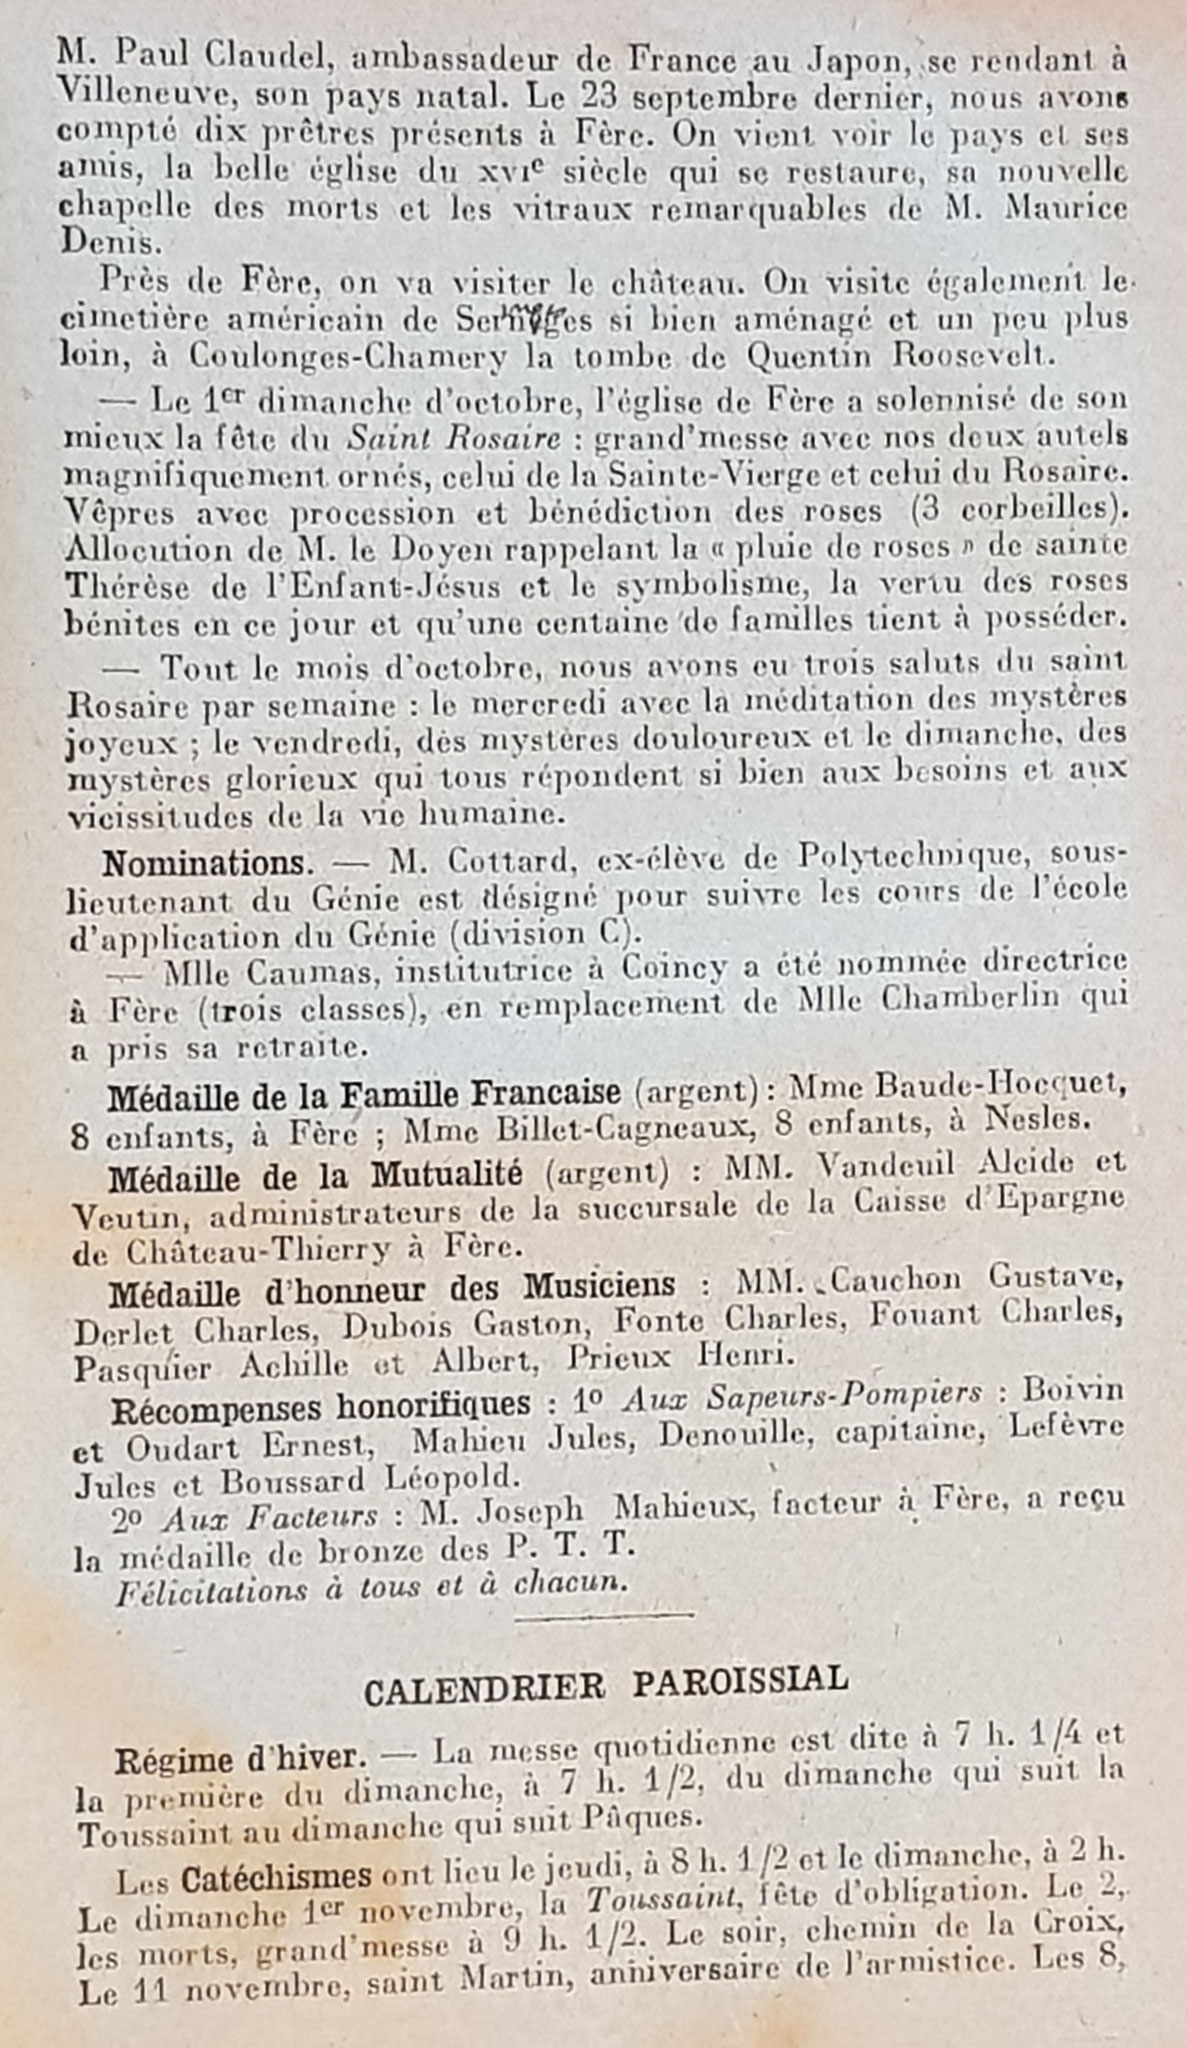 M. Paul Claudel, ambassadeur de France au Japon, se rendant à
Villeneuve, son pays natal. Le 23 septembre dernier, nous avons
compté dix prêtres présents à Fère. On vient voir le pays et ses
amis, la belle église du XVIe siècle qui se restaure, sa nouvelle
chapelle des morts et les vitraux remarquables de M. Maurice
Denis.
Près de Fère, on va visiter le château. On visite également le
cimetière américain de si bien aménagé et un peu plus
loin, à Coulonges-Chamery la tombe de Quentin Roosevelt.
— Le 1er dimanche d'octobre, l'église de Fère a solennisé de son
mieux la fête du Saint Rosaire : grand'messe avec nos deux autels
magnifiquement ornés, celui de la Sainte-Vierge et celui du Rosaire.
Vêpres avec procession et bénédiction des roses (3 corbeilles).
Allocution de M. le Doyen rappelant la « pluie de roses » de sainte
Thérèse de l'Enfant-Jésus et le symbolisme, la vertu des roses
bénites en ce jour et qu'une centaine de familles tient à posséder.
— Tout le mois d'octobre, nous avons eu trois saluts du saint
Rosaire par semaine : le mercredi avec la méditation des mystères
joyeux ; le vendredi, des mystères douloureux et le dimanche, des
mystères glorieux qui tous répondent si bien aux besoins et aux
vicissitudes de la vie humaine.
Nominations. — M. Cottard, ex-élève de Polytechnique, sous-
lieutenant du Génie est désigné pour suivre les cours de l'école
d'application du Génie (division C).
— Mlle Caumas, institutrice à Coincy a été nommée directrice
à Fère (trois classes), en remplacement de Mlle Chamberlin qui
a pris sa retraite.
Médaille de la Famille Francaise (argent) : Mme Baude-Hocquet,
8 enfants, à Fère ; Mme Billet-Cagneaux, 8 enfants, à Nesles.
Médaille de la Mutualité (argent) : MM. Vandeuil Alcide et
Veutin, administrateurs de la succursale de la Caisse d'Epargne
de Château-Thierry à Fère.
Médaille d'honneur des Musiciens : MM. Cauchon Gustave,
Derlet Charles, Dubois Gaston, Fonte Charles, Fouant Charles,
Pasquier Achille et Albert, Prieux Henri.
Récompenses honorifiques : 1º Aux Sapeurs-Pompiers : Boivin
et Oudart Ernest, Mahieu Jules, Denouille, capitaine, Lefèvre
Jules et Boussard Léopold.
2º Aux Facteurs : M. Joseph Mahieux, facteur à Fère, a reçu
la médaille de bronze des P. T. T.
Félicitations à tous et à chacun.
CALENDRIER PAROISSIAL
Régime d'hiver. — La messe quotidienne est dite à 7 h. 1/4 et
la première du dimanche, à 7 h. 1/2, du dimanche qui suit la
Toussaint au dimanche qui suit Pâques.
Les Catéchismes ont lieu le jeudi, à 8 h. 1/2 et le dimanche, à 2 h.
Le dimanche 1er novembre, la Toussaint, fête d'obligation. Le 2,
les morts, grand'messe à 9 h. 1/2. Le soir, chemin de la Croix,
Le 11 novembre, saint Martin, anniversaire de l'armistice. Les 8,